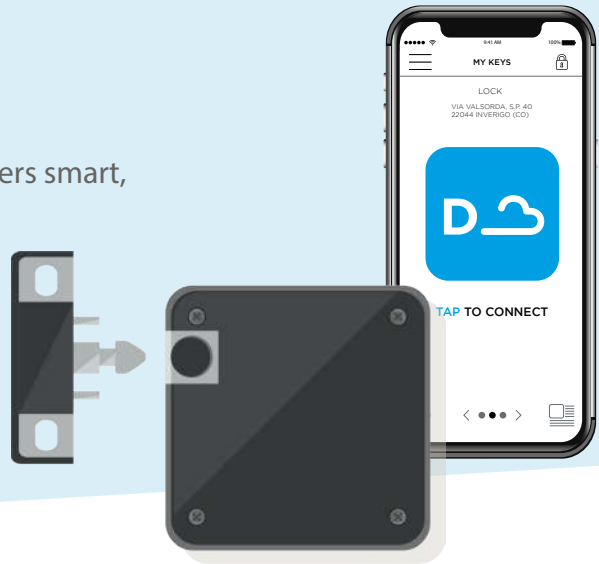 9:41 AM 100%
MY KEYS
LOCK
VIA VALSORDA, S.P. 40
22044 INVERIGO (CO)
ers smart,
D
TAP TO CONNECT